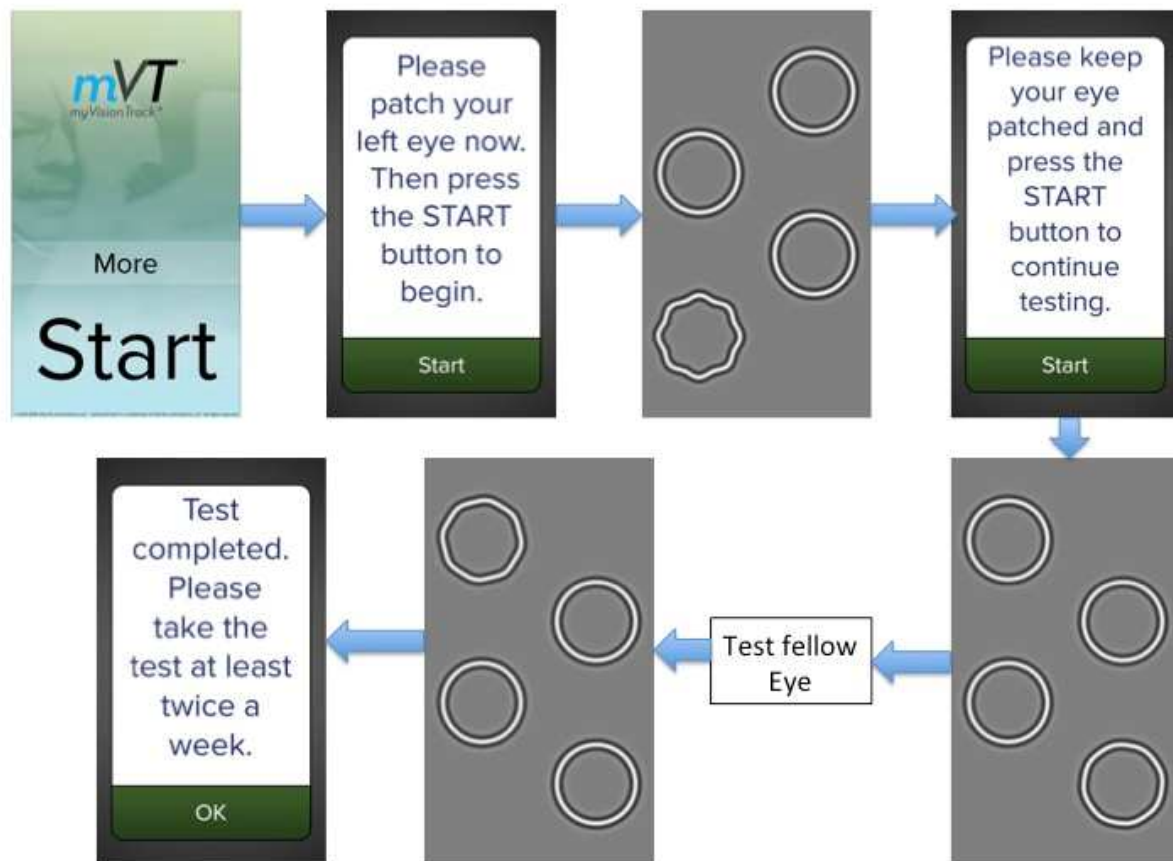 mVT
myVisionTrack™
More
Start
Please
patch your
left eye now.
Then press
the START
button to
begin.
Start
Please keep
your eye
patched and
press the
START
button to
continue
testing.
Start
Test fellow
Eye
Test
completed.
Please
take the
test at least
twice a
week.
OK